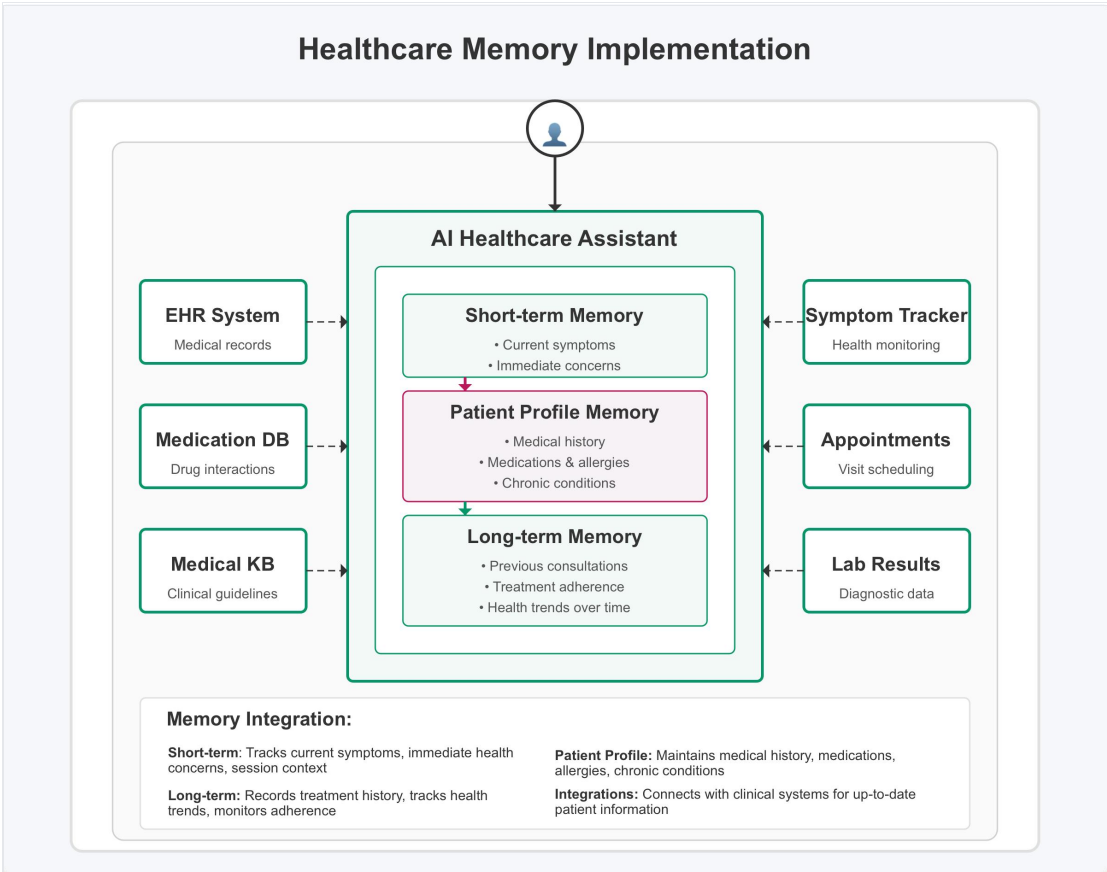 Healthcare Memory Implementation
AI Healthcare Assistant
EHR System
Medical records
Medication DB
Drug interactions
Medical KB
Clinical guidelines
Short-term Memory
• Current symptoms
• Immediate concerns
Patient Profile Memory
• Medical history
• Medications & allergies
• Chronic conditions
Long-term Memory
• Previous consultations
• Treatment adherence
• Health trends over time
Symptom Tracker
Health monitoring
Appointments
Visit scheduling
Lab Results
Diagnostic data
Memory Integration:
Short-term: Tracks current symptoms, immediate health
concerns, session context
Long-term: Records treatment history, tracks health
trends, monitors adherence
Patient Profile: Maintains medical history, medications,
allergies, chronic conditions
Integrations: Connects with clinical systems for up-to-date
patient information